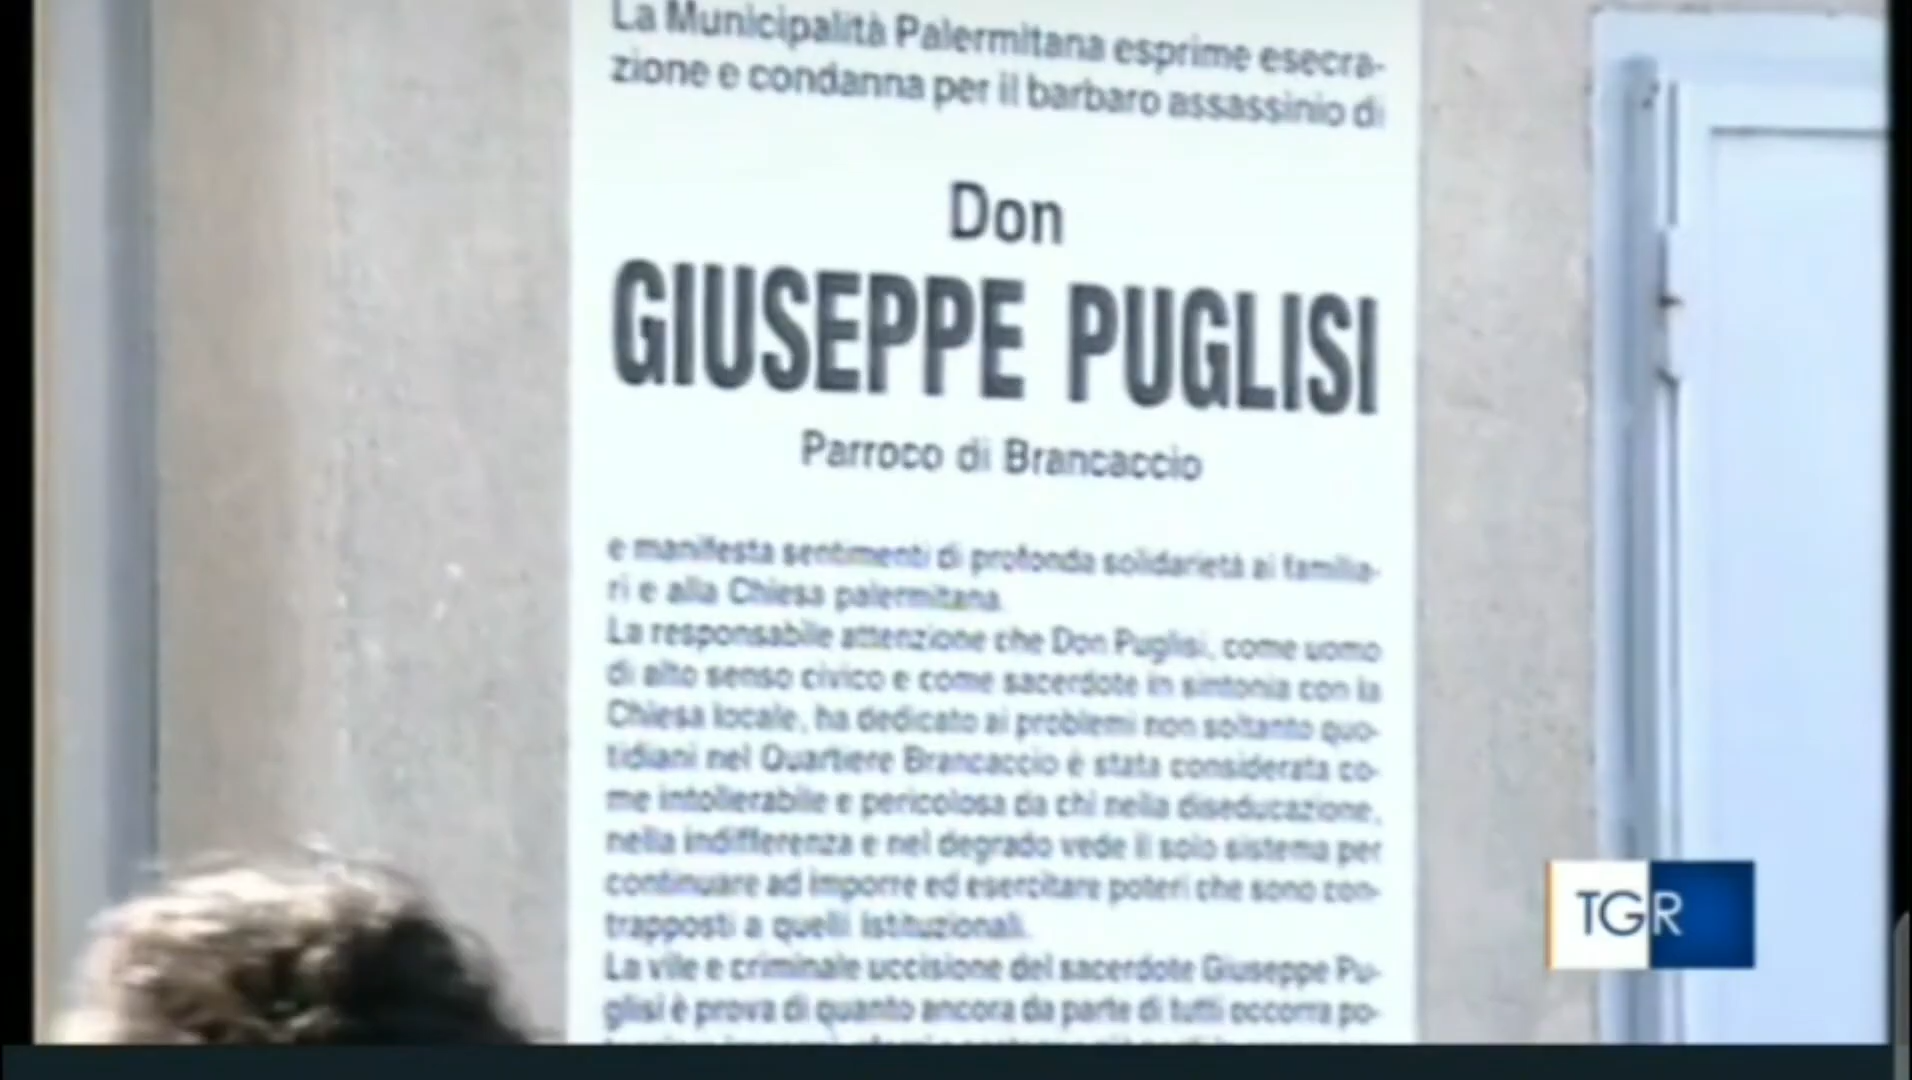 La Municipalità Palermitana esprime esecra-
zione e condanna per il barbaro assassinio di
Don
GIUSEPPE PUGLISI
Parroco di Brancaccio
e manifesta sentimenti di profonda solidarietà ai familia-
ri e alla Chiesa palermitana.
La responsabile attenzione che Don Puglisi, come uomo
di alto senso civico e come sacerdote in sintonia con la
Chiesa locale, ha dedicato ai problemi non soltanto quo-
tidiani nel Quartiere Brancaccio è stata considerata co-
me intollerabile e pericolosa da chi nella diseducazione,
nella indifferenza e nel degrado vede il solo sistema per
continuare ad imporre ed esercitare poteri che sono con-
trapposti a quelli istituzionali.
La vile e criminale uccisione del sacerdote Giuseppe Pu-
glisi è prova di quanto ancora da parte di tutti occorra po-
TGR